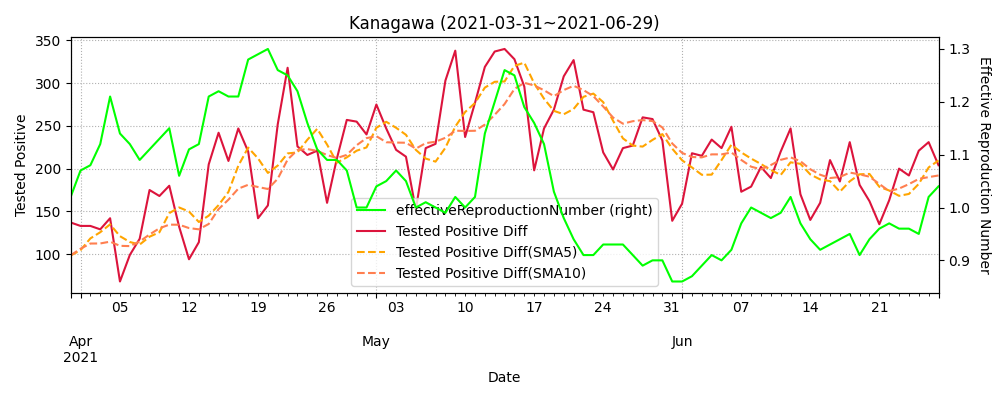 Kanagawa (2021-03-31~2021-06-29)
350
300
250
200
150
100
Tested Positive
1.3
1.2
1.1
1.0
0.9
Effective Reproduction Number
effectiveReproductionNumber (right)
Tested Positive Diff
Tested Positive Diff(SMA5)
Tested Positive Diff(SMA10)
05 12 19 26 03 10 17 24 31 07 14 21
Apr May Jun
2021
Date